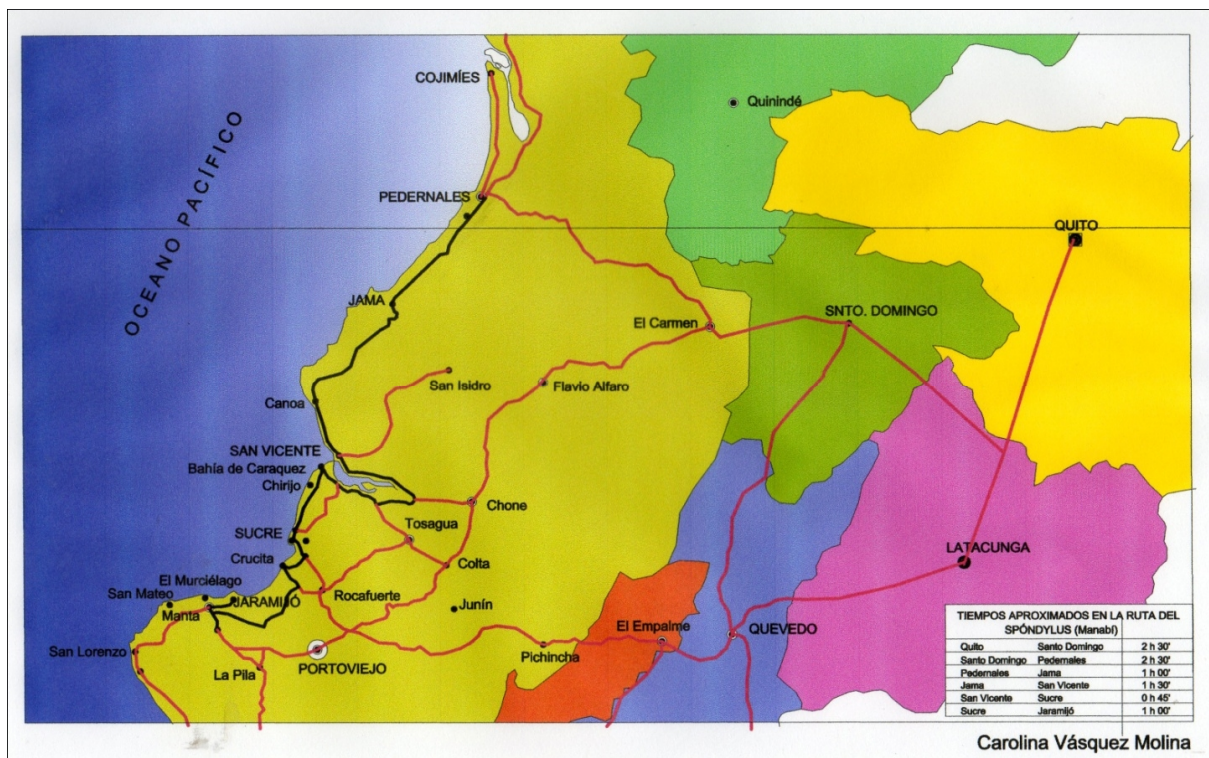 COJIMÍES
Quinindé
OCEANO PACÍFICO
PEDERNALES
QUITO
JAMA
El Carmen
SNTO. DOMINGO
San Isidro
Flavio Alfaro
Canoa
SAN VICENTE
Bahía de Caraquez
Chirijo
Chone
Tosagua
SUCRE
Crucita
Colta
LATACUNGA
El Murciélago
San Mateo
JARAMIJÓ
Rocafuerte
Manta
Junín
El Empalme
QUEVEDO
San Lorenzo
Pichincha
La Pila
PORTOVIEJO
TIEMPOS APROXIMADOS EN LA RUTA DEL
SPÓNDYLUS (Manabí)
Quito Santo Domingo 2 h 30'
Santo Domingo Pedernales 2 h 30'
Pedernales Jama 1 h 00'
Jama San Vicente 1 h 30'
San Vicente Sucre 0 h 45'
Sucre Jaramijó 1 h 00'
Carolina Vásquez Molina